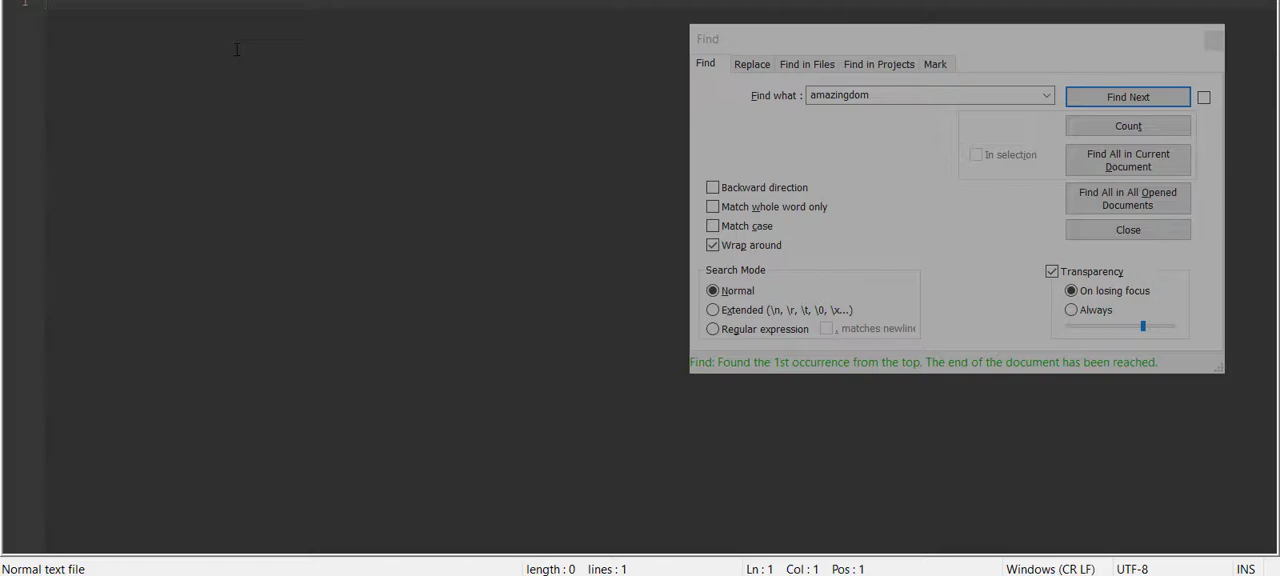 1
Find
Find Replace Find in Files Find in Projects Mark
Find what : amazingdom Find Next
Count
In selection
Find All in Current
Document
Find All in All Opened
Documents
Close
Backward direction
Match whole word only
Match case
Wrap around
Search Mode
Normal
Extended (\n, \r, \t, \0, \x...)
Regular expression . matches newline
Transparency
On losing focus
Always
Find: Found the 1st occurrence from the top. The end of the document has been reached.
Normal text file length : 0 lines : 1 Ln : 1 Col : 1 Pos : 1 Windows (CR LF) UTF-8 INS